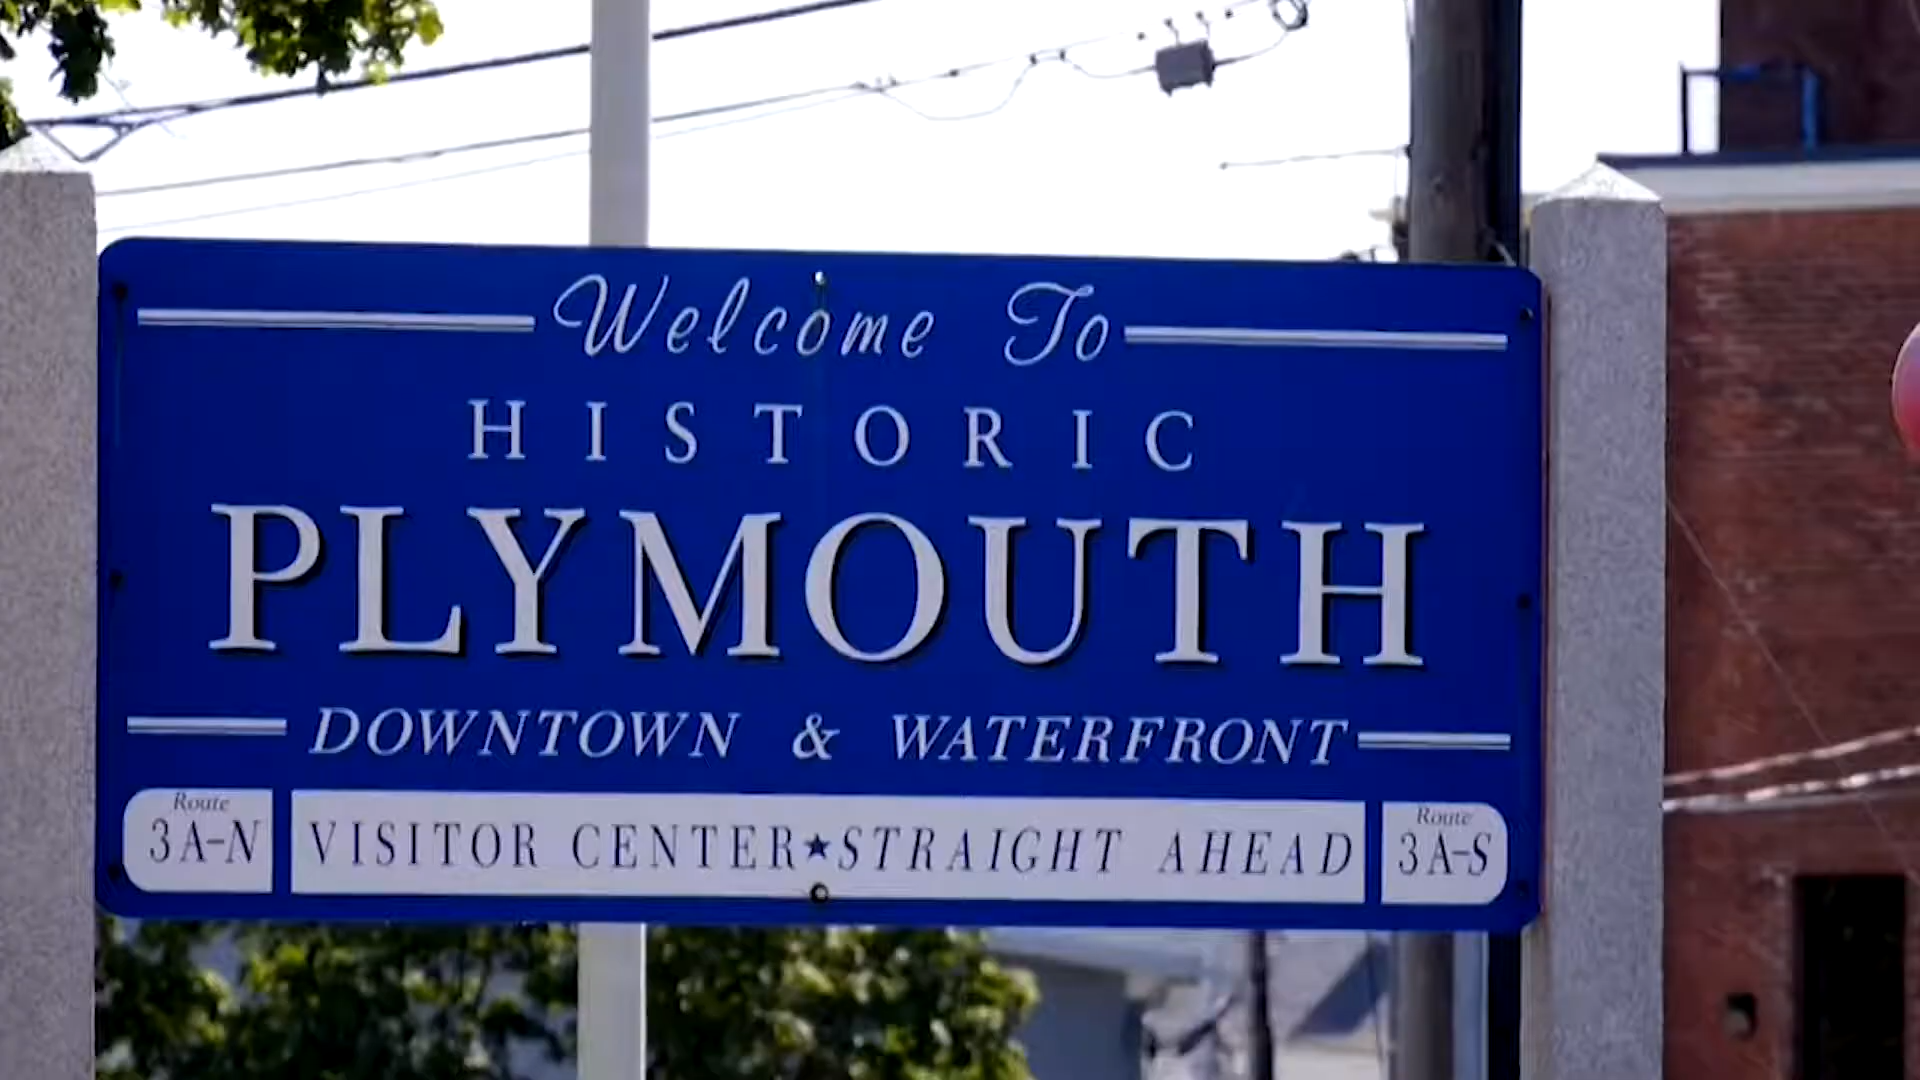 Welcome To
HISTORIC
PLYMOUTH
DOWNTOWN & WATERFRONT
Route
3A-N
VISITOR CENTER★STRAIGHT AHEAD
Route
3A-S